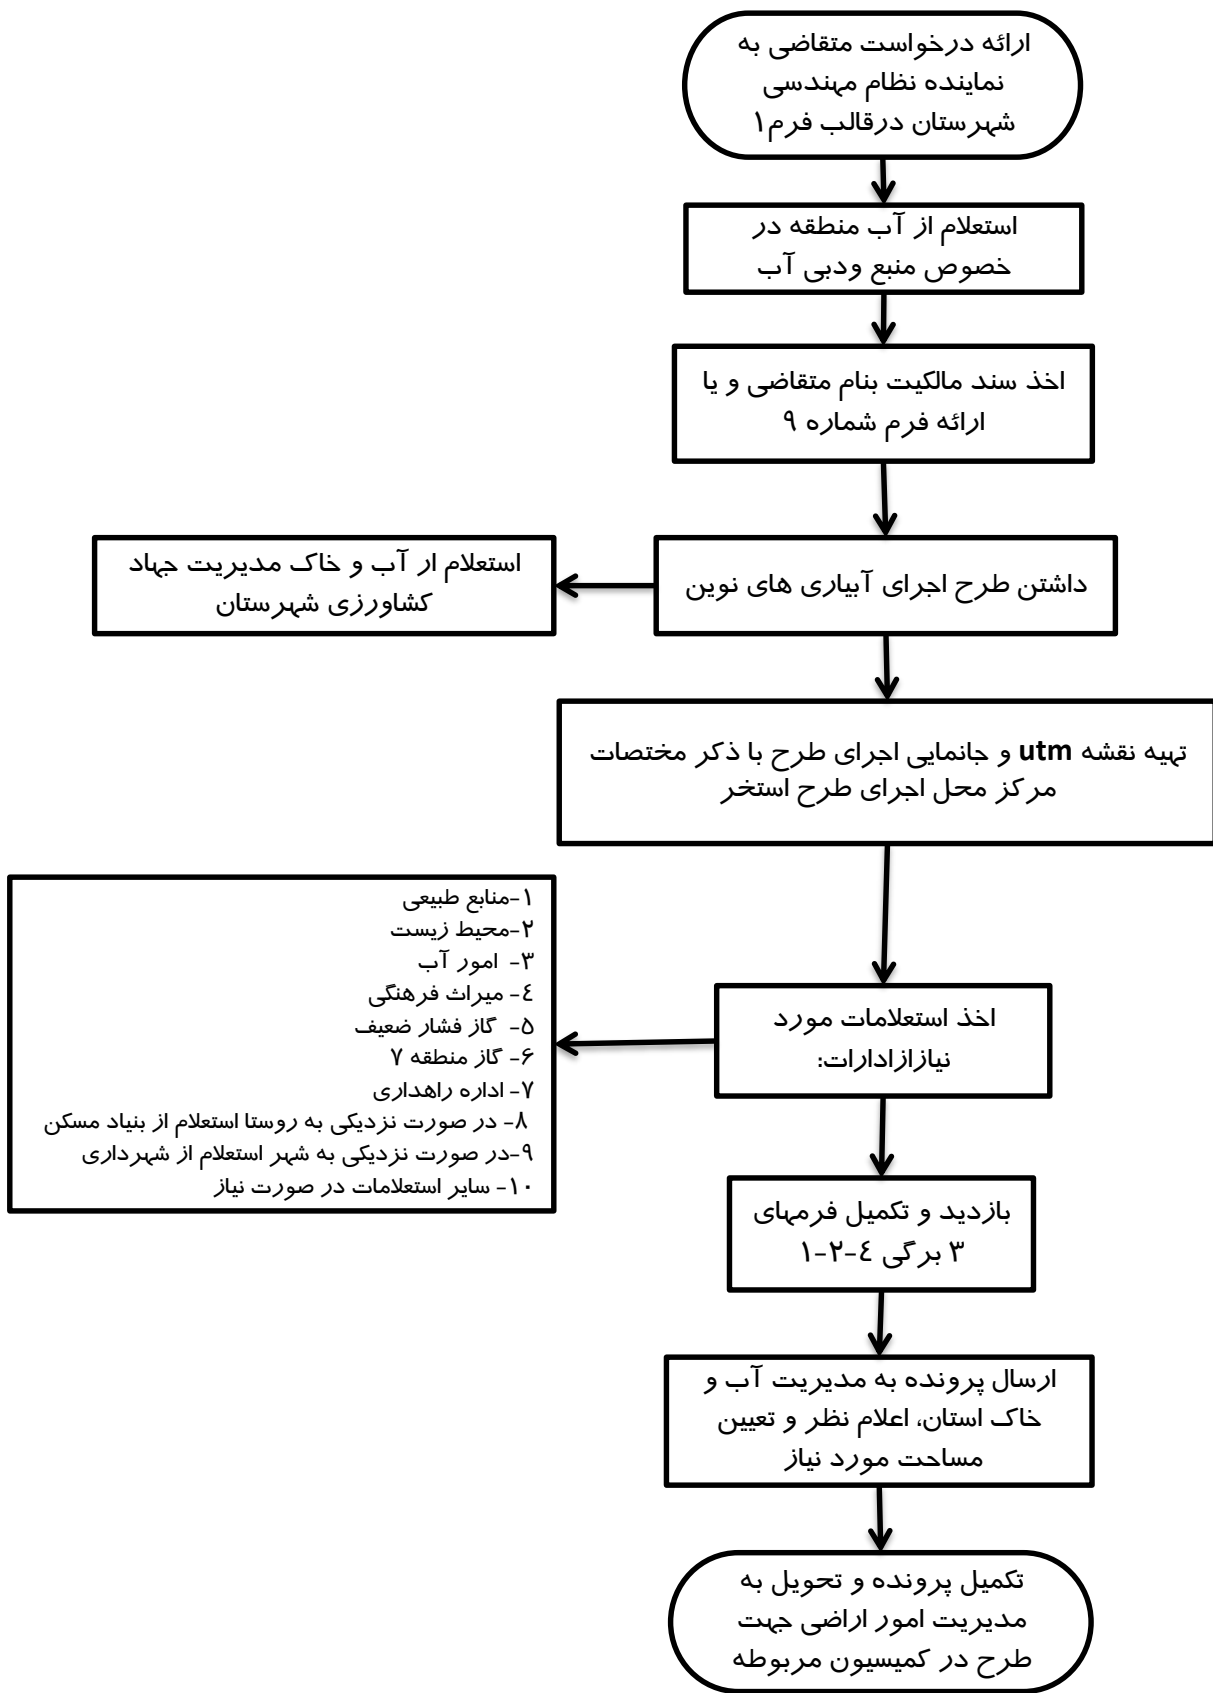 ارائه درخواست متقاضی به
نماینده نظام مهندسی
شهرستان درقالب فرم۱
استعلام از آب منطقه در
خصوص منبع ودبی آب
اخذ سند مالکیت بنام متقاضی و یا
ارائه فرم شماره ۹
داشتن طرح اجرای آبیاری های نوین
استعلام ار آب و خاک مدیریت جهاد
کشاورزی شهرستان
تهیه نقشه utm و جانمایی اجرای طرح با ذکر مختصات
مرکز محل اجرای طرح استخر
اخذ استعلامات مورد
نیازازادارات:
۱-منابع طبیعی
۲-محیط زیست
۳- امور آب
٤- میراث فرهنگی
۵- گاز فشار ضعیف
۶- گاز منطقه ۷
۷- اداره راهداری
۸- در صورت نزدیکی به روستا استعلام از بنیاد مسکن
۹-در صورت نزدیکی به شهر استعلام از شهرداری
۱۰- سایر استعلامات در صورت نیاز
بازدید و تکمیل فرمهای
۳ برگی ٤-۲-۱
ارسال پرونده به مدیریت آب و
خاک استان، اعلام نظر و تعیین
مساحت مورد نیاز
تکمیل پرونده و تحویل به
مدیریت امور اراضی جهت
طرح در کمیسیون مربوطه